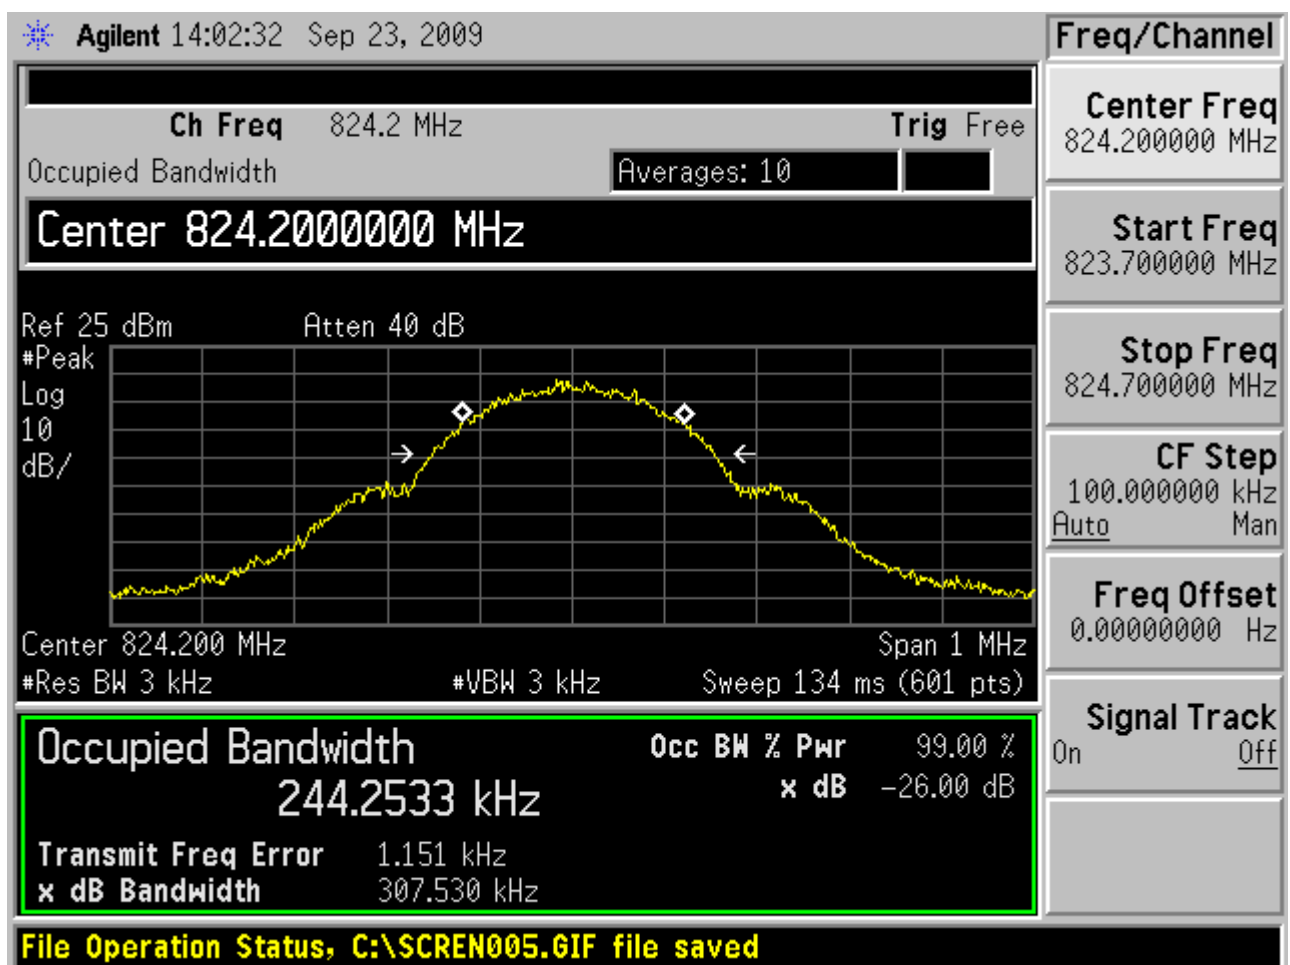 Agilent 14:02:32 Sep 23, 2009
Freq/Channel
Ch Freq 824.2 MHz Trig Free
Occupied Bandwidth Averages: 10
Center 824.2000000 MHz
Ref 25 dBm Atten 40 dB
#Peak
Log
10
dB/
Center 824.200 MHz Span 1 MHz
#Res BW 3 kHz #VBW 3 kHz Sweep 134 ms (601 pts)
Occupied Bandwidth Occ BW % Pwr 99.00 %
244.2533 kHz x dB -26.00 dB
Transmit Freq Error 1.151 kHz
x dB Bandwidth 307.530 kHz
Center Freq
824.200000 MHz
Start Freq
823.700000 MHz
Stop Freq
824.700000 MHz
CF Step
100.000000 kHz
Auto Man
Freq Offset
0.00000000 Hz
Signal Track
On Off
File Operation Status, C:\SCREN005.GIF file saved